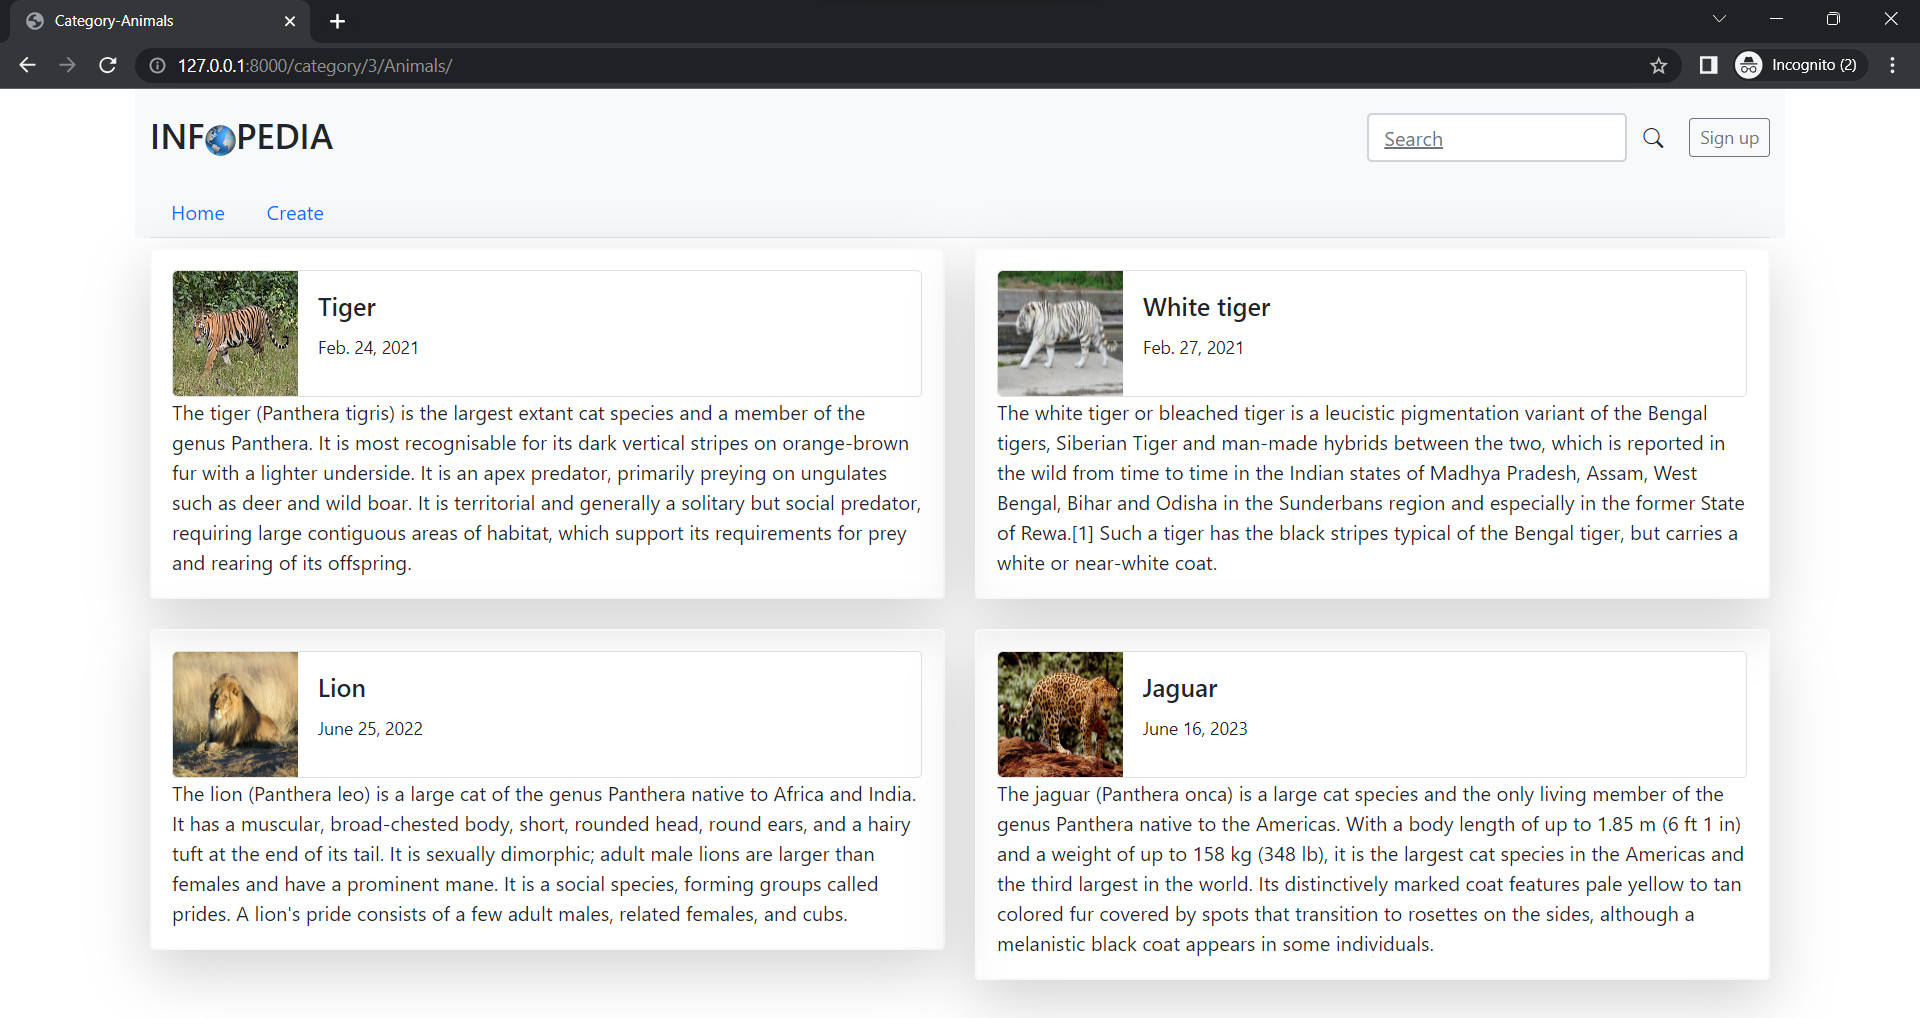 Category-Animals
127.0.0.1:8000/category/3/Animals/
Incognito (2)
INFOPEDIA
Search
Sign up
Home
Create
Tiger
Feb. 24, 2021
The tiger (Panthera tigris) is the largest extant cat species and a member of the
genus Panthera. It is most recognisable for its dark vertical stripes on orange-brown
fur with a lighter underside. It is an apex predator, primarily preying on ungulates
such as deer and wild boar. It is territorial and generally a solitary but social predator,
requiring large contiguous areas of habitat, which support its requirements for prey
and rearing of its offspring.
White tiger
Feb. 27, 2021
The white tiger or bleached tiger is a leucistic pigmentation variant of the Bengal
tigers, Siberian Tiger and man-made hybrids between the two, which is reported in
the wild from time to time in the Indian states of Madhya Pradesh, Assam, West
Bengal, Bihar and Odisha in the Sunderbans region and especially in the former State
of Rewa.[1] Such a tiger has the black stripes typical of the Bengal tiger, but carries a
white or near-white coat.
Lion
June 25, 2022
The lion (Panthera leo) is a large cat of the genus Panthera native to Africa and India.
It has a muscular, broad-chested body, short, rounded head, round ears, and a hairy
tuft at the end of its tail. It is sexually dimorphic; adult male lions are larger than
females and have a prominent mane. It is a social species, forming groups called
prides. A lion's pride consists of a few adult males, related females, and cubs.
Jaguar
June 16, 2023
The jaguar (Panthera onca) is a large cat species and the only living member of the
genus Panthera native to the Americas. With a body length of up to 1.85 m (6 ft 1 in)
and a weight of up to 158 kg (348 lb), it is the largest cat species in the Americas and
the third largest in the world. Its distinctively marked coat features pale yellow to tan
colored fur covered by spots that transition to rosettes on the sides, although a
melanistic black coat appears in some individuals.